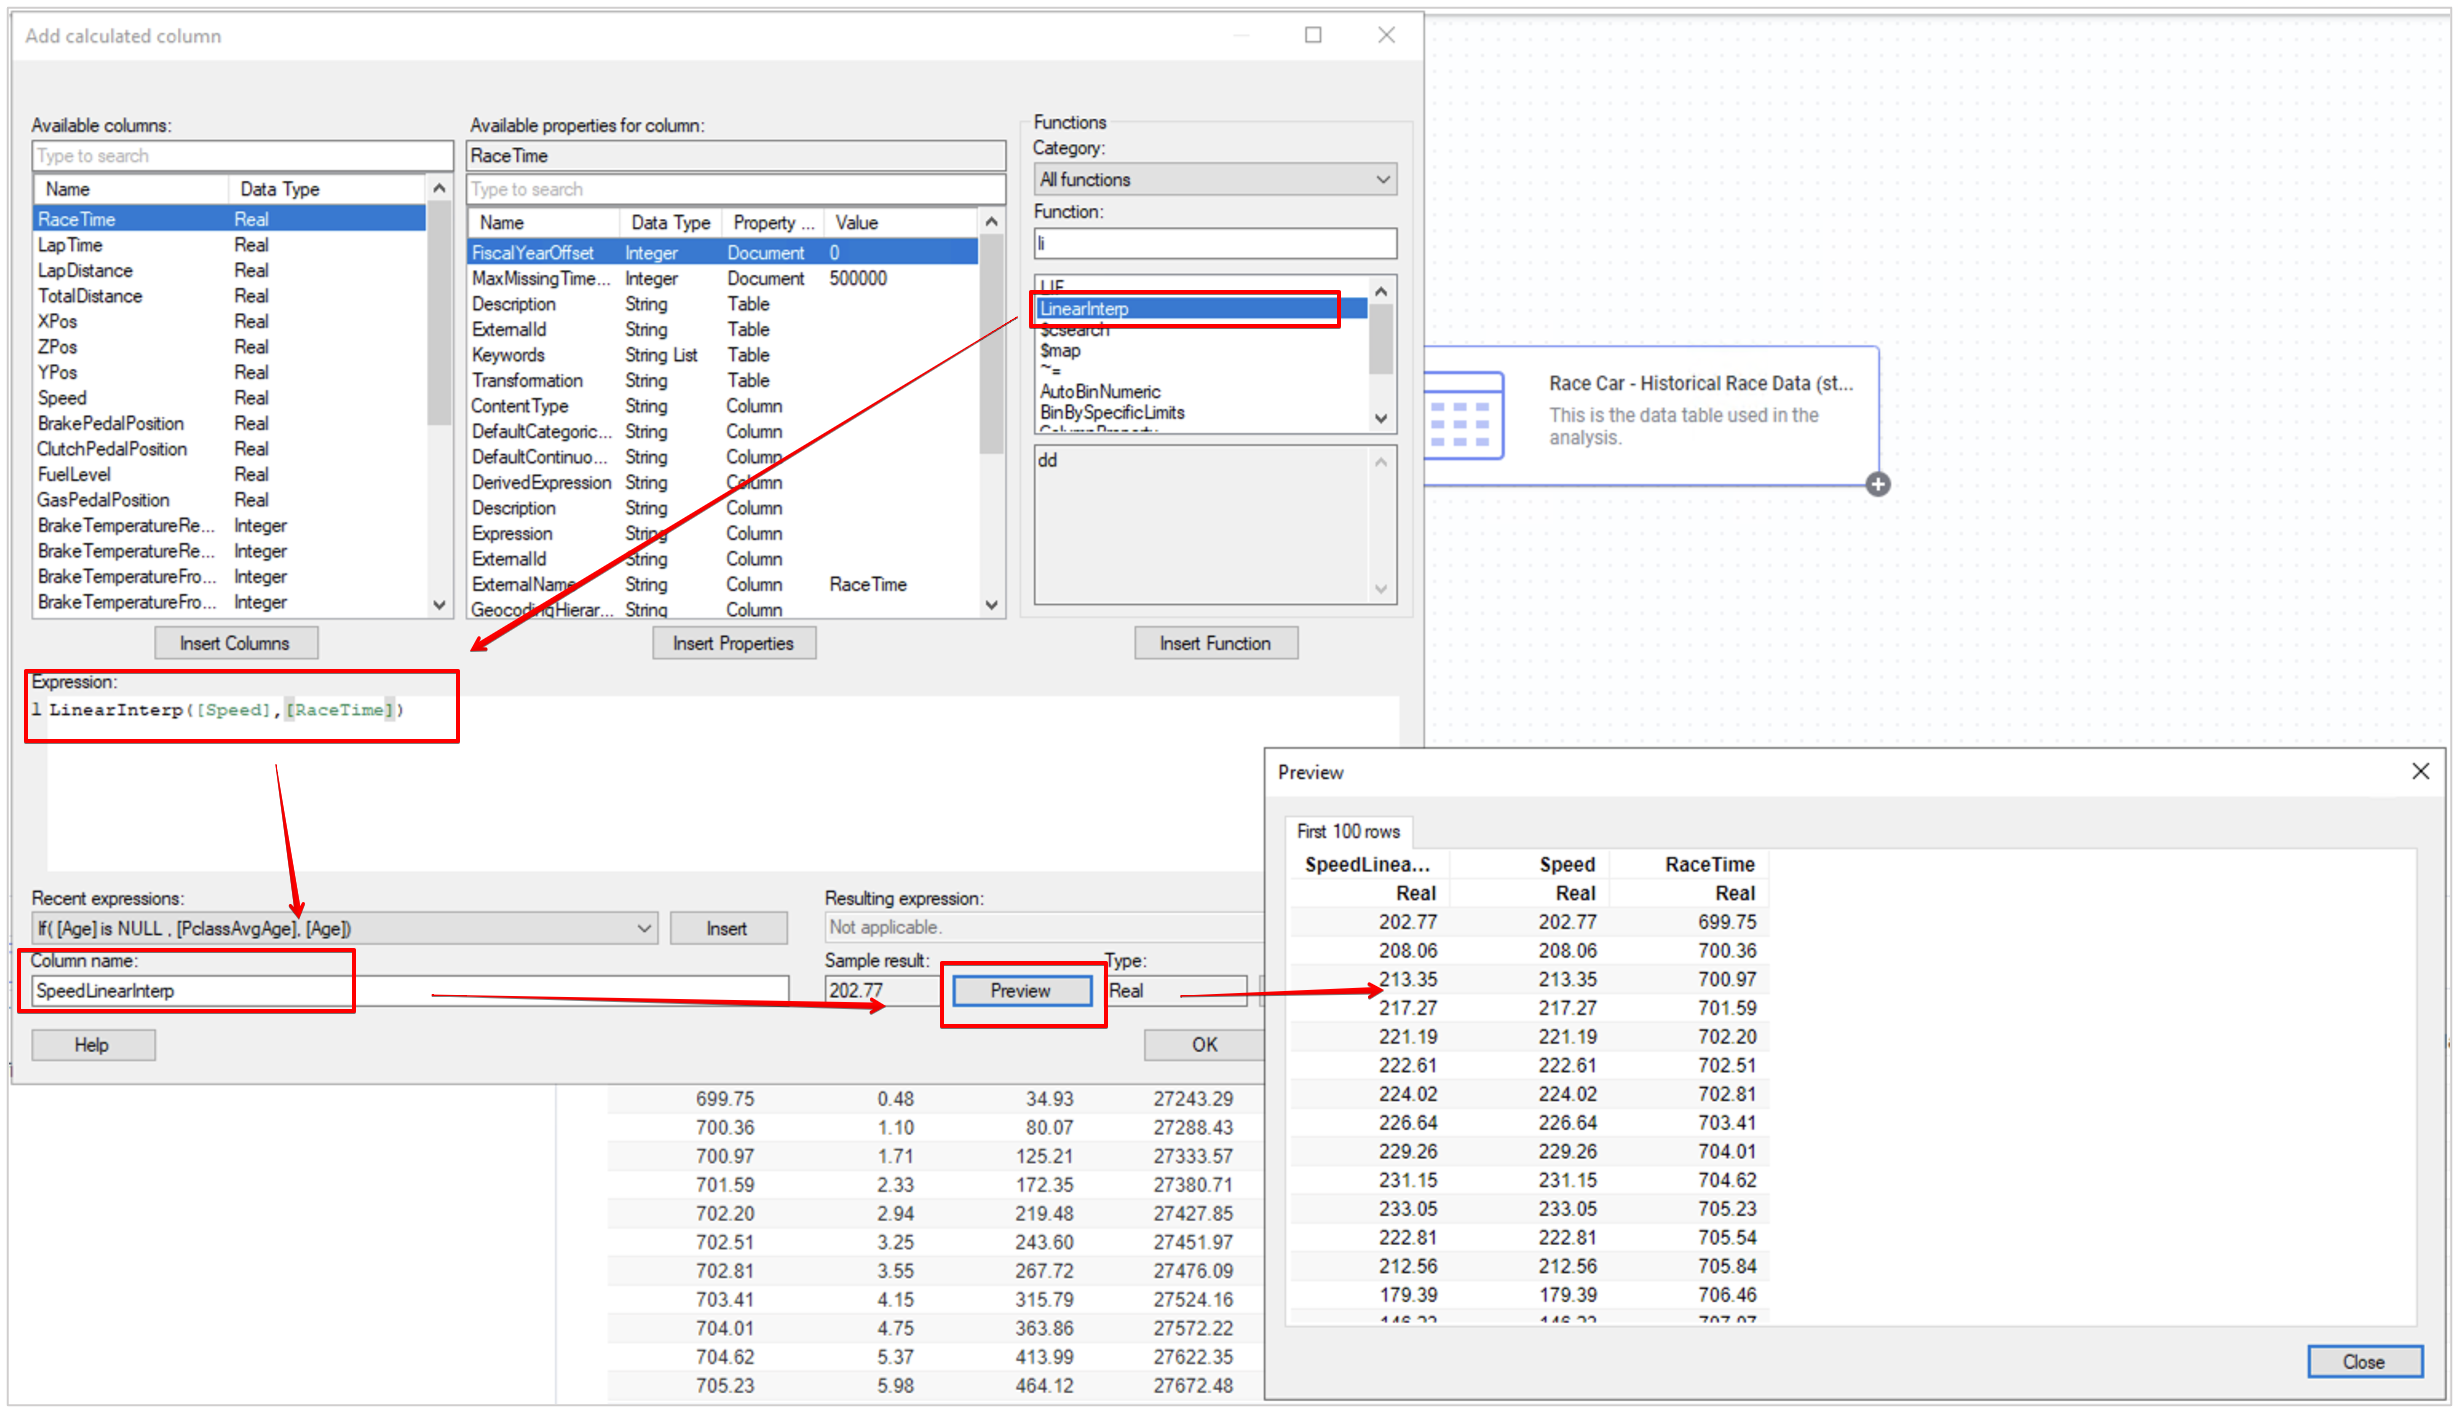 Add calculated column
Available columns:
Type to search
Name Data Type
RaceTime Real
LapTime Real
LapDistance Real
TotalDistance Real
XPos Real
ZPos Real
YPos Real
Speed Real
BrakePedalPosition Real
ClutchPedalPosition Real
FuelLevel Real
GasPedalPosition Real
BrakeTemperatureRe... Integer
BrakeTemperatureRe... Integer
BrakeTemperatureFro... Integer
BrakeTemperatureFro... Integer
Insert Columns
Available properties for column:
RaceTime
Type to search
Name Data Type Property ... Value
FiscalYearOffset Integer Document 0
MaxMissingTime... Integer Document 500000
Description String Table
ExternalId String Table
Keywords String List Table
Transformation String Table
ContentType String Column
DefaultCategoric... String Column
DefaultContinuo... String Column
DerivedExpression String Column
Description String Column
Expression String Column
ExternalId String Column
ExternalName String Column RaceTime
GeocodingHierar... String Column
Insert Properties
Functions
Category:
All functions
Function:
li
LinearInterp
$csearch
$map
~=
AutoBinNumeric
BinBySpecificLimits
dd
Insert Function
Race Car - Historical Race Data (st...
This is the data table used in the
analysis.
Expression:
1 LinearInterp([Speed],[RaceTime])
Recent expressions:
If( [Age] is NULL , [PclassAvgAge], [Age])
Insert
Resulting expression:
Not applicable.
Column name:
SpeedLinearInterp
Sample result:
202.77
Preview
Type:
Real
Help
OK
699.75 0.48 34.93 27243.29
700.36 1.10 80.07 27288.43
700.97 1.71 125.21 27333.57
701.59 2.33 172.35 27380.71
702.20 2.94 219.48 27427.85
702.51 3.25 243.60 27451.97
702.81 3.55 267.72 27476.09
703.41 4.15 315.79 27524.16
704.01 4.75 363.86 27572.22
704.62 5.37 413.99 27622.35
705.23 5.98 464.12 27672.48
Preview
First 100 rows
SpeedLinea... Speed RaceTime
Real Real Real
202.77 202.77 699.75
208.06 208.06 700.36
213.35 213.35 700.97
217.27 217.27 701.59
221.19 221.19 702.20
222.61 222.61 702.51
224.02 224.02 702.81
226.64 226.64 703.41
229.26 229.26 704.01
231.15 231.15 704.62
233.05 233.05 705.23
222.81 222.81 705.54
212.56 212.56 705.84
179.39 179.39 706.46
Close